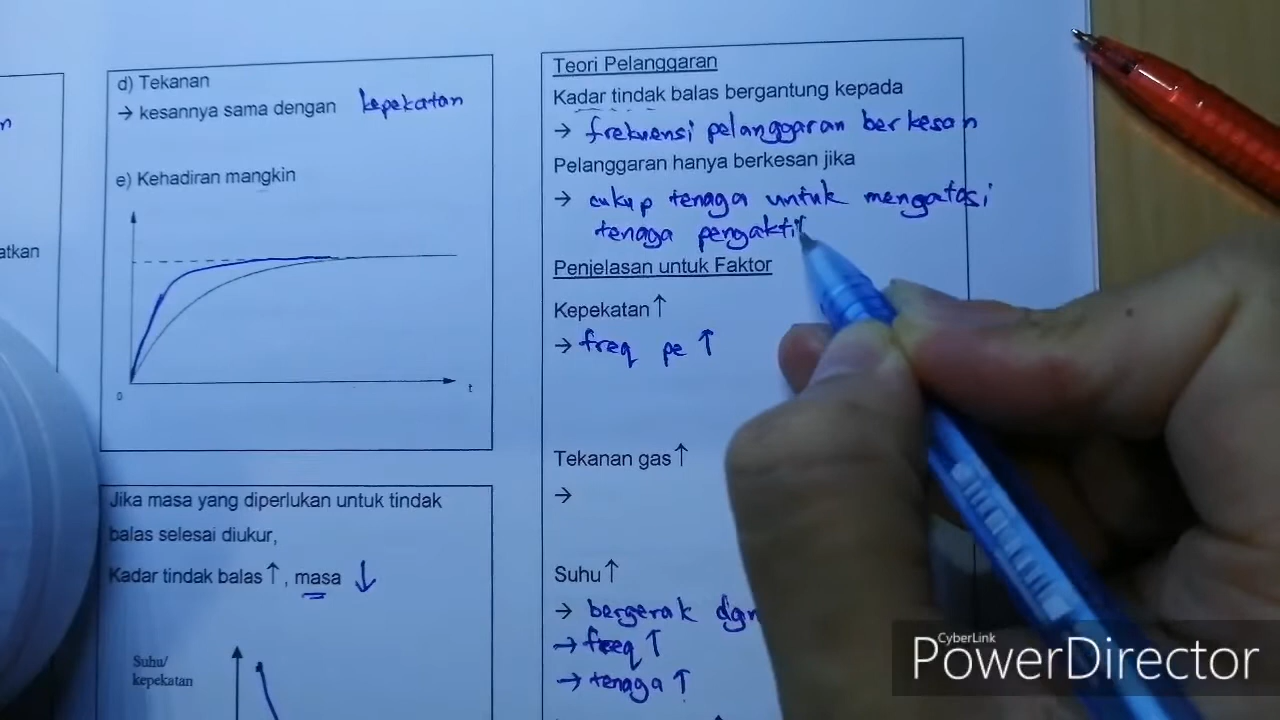 n
atkan
d) Tekanan
→ kesannya sama dengan kepekatan
e) Kehadiran mangkin
0
t
Jika masa yang diperlukan untuk tindak
balas selesai diukur,
Kadar tindak balas ↑, masa ↓
Suhu/
kepekatan
Teori Pelanggaran
Kadar tindak balas bergantung kepada
→ frekuensi pelanggaran berkesan
Pelanggaran hanya berkesan jika
→ cukup tenaga untuk mengatasi
tenaga pengaktif
Penjelasan untuk Faktor
Kepekatan ↑
→ freq pe ↑
Tekanan gas ↑
→
Suhu ↑
→ bergerak dgn
→ freq ↑
→ tenaga ↑
CyberLink
PowerDirector